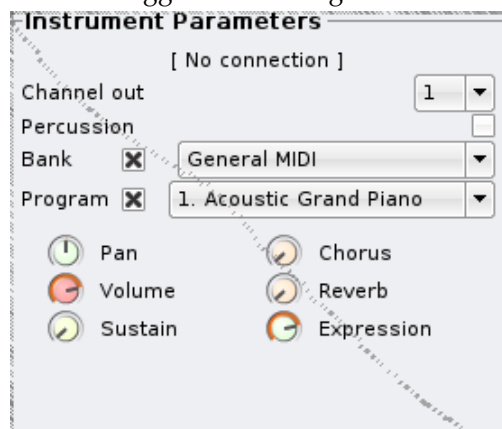 Instrument Parameters
[ No connection ]
Channel out 1
Percussion
Bank General MIDI
Program 1. Acoustic Grand Piano
Pan Chorus
Volume Reverb
Sustain Expression